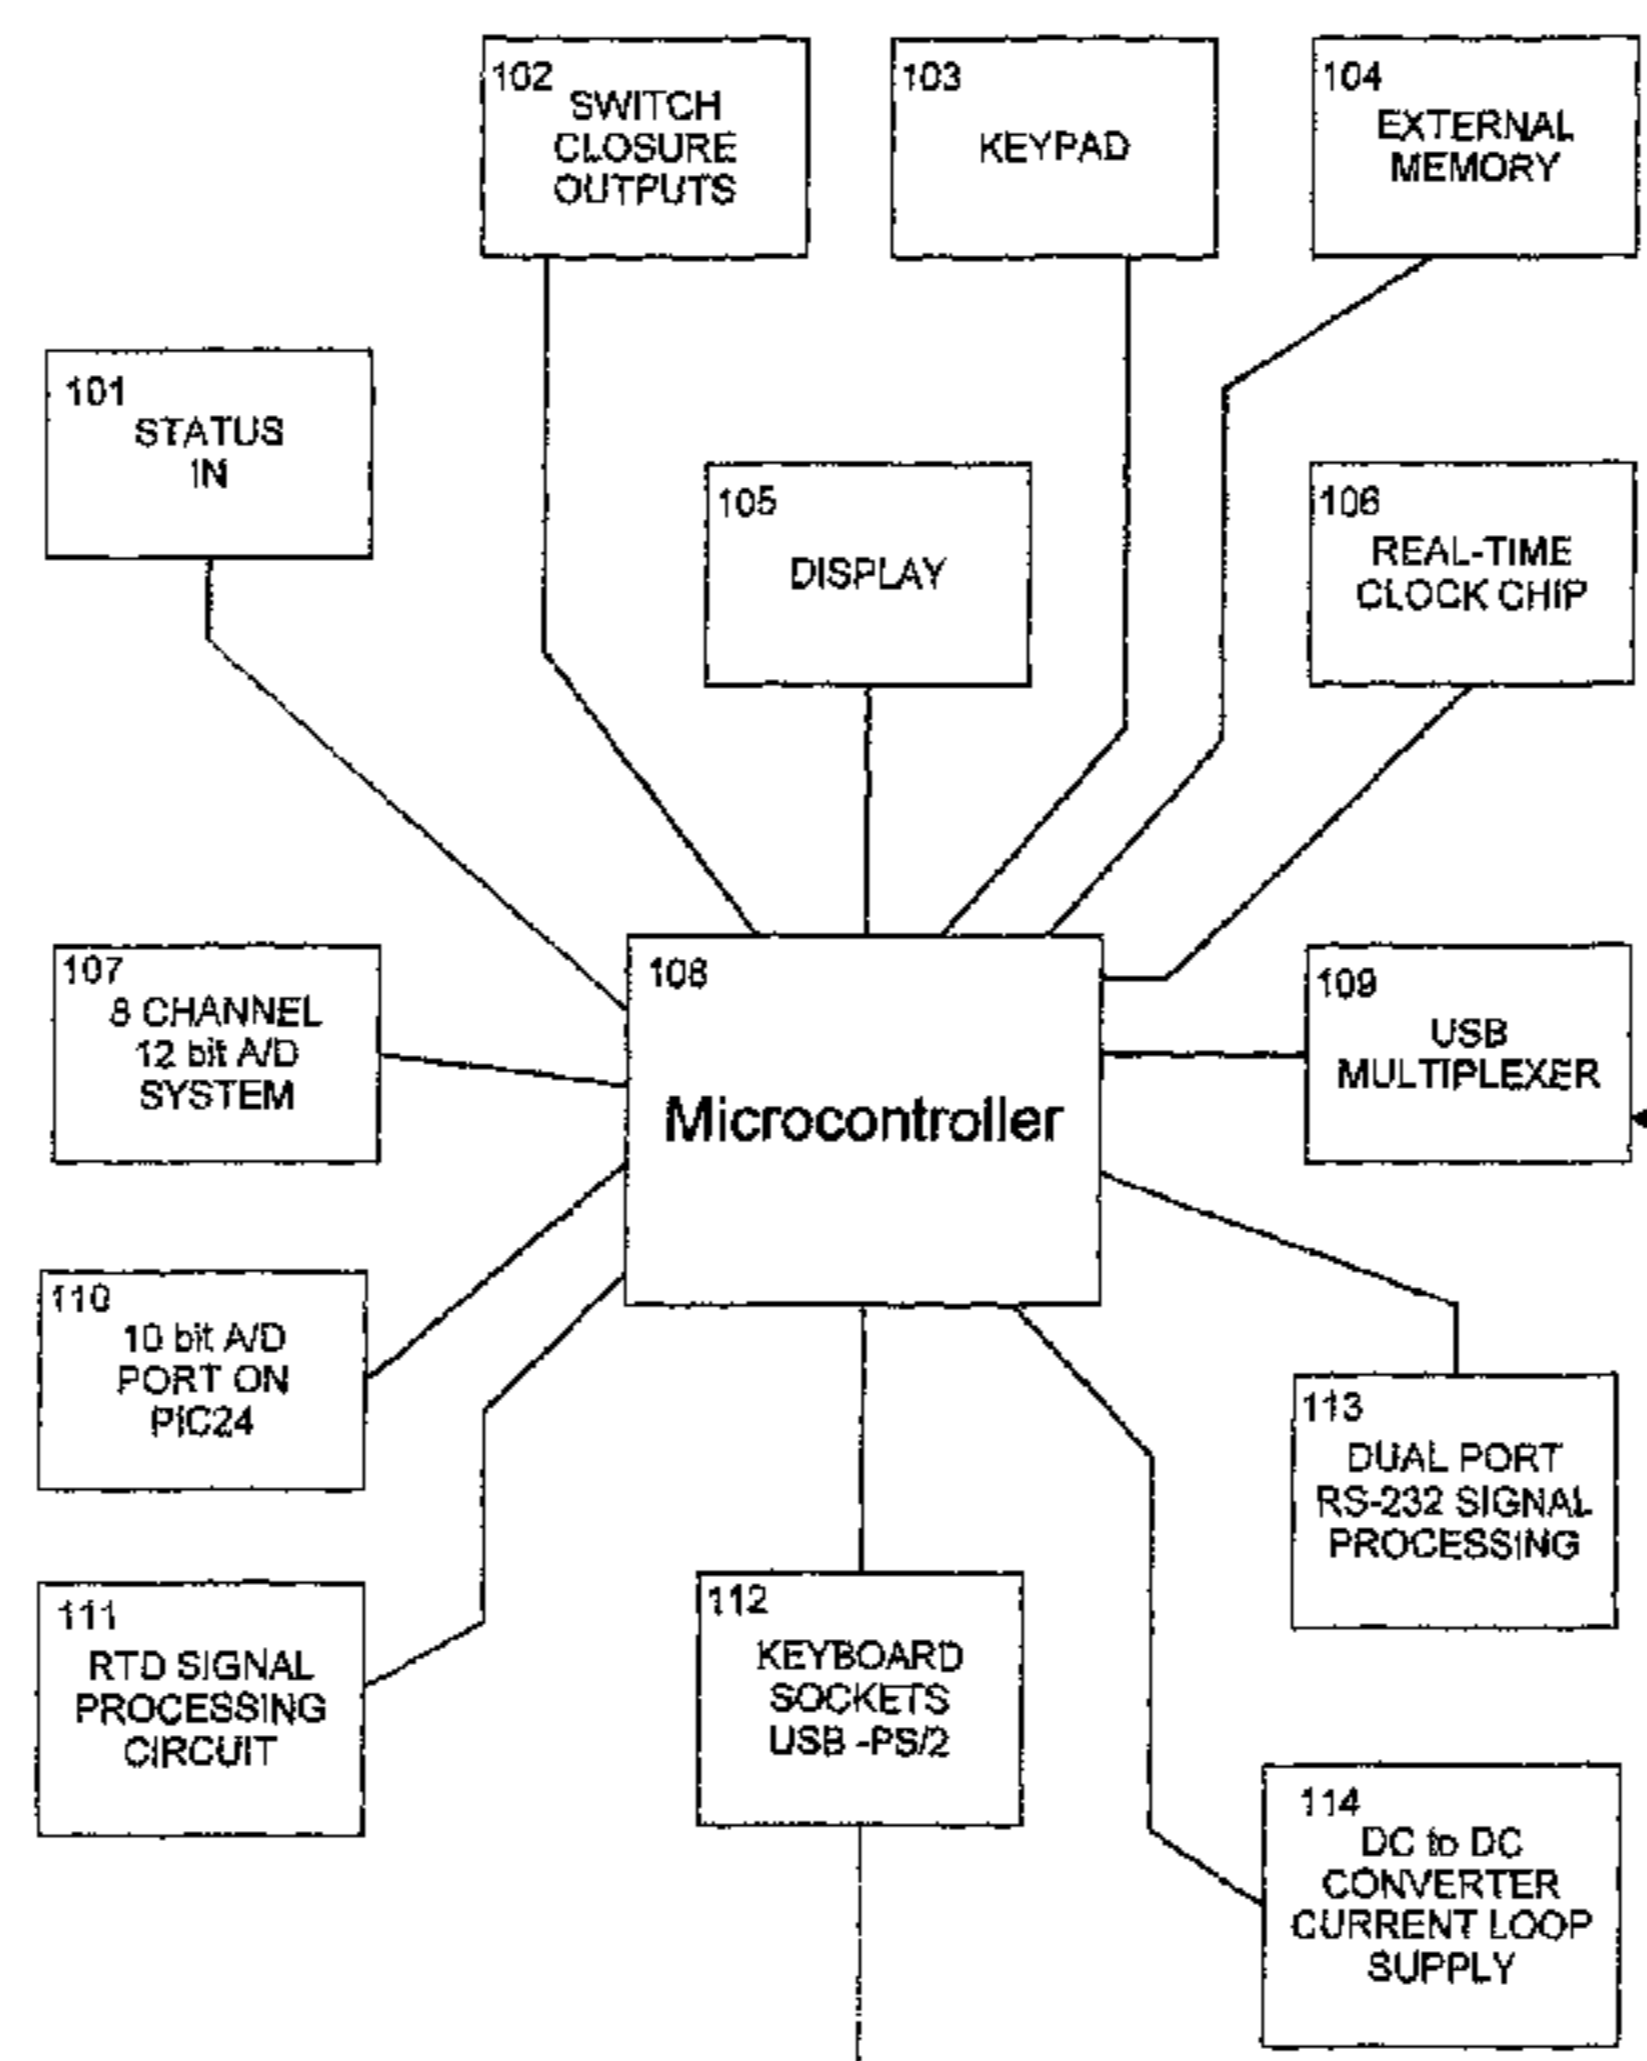 102
SWITCH
CLOSURE
OUTPUTS
103
KEYPAD
104
EXTERNAL
MEMORY
101
STATUS
IN
105
DISPLAY
106
REAL-TIME
CLOCK CHIP
107
8 CHANNEL
12 bit A/D
SYSTEM
108
Microcontroller
109
USB
MULTIPLEXER
110
10 bit A/D
PORT ON
PIC24
113
DUAL PORT
RS-232 SIGNAL
PROCESSING
111
RTD SIGNAL
PROCESSING
CIRCUIT
112
KEYBOARD
SOCKETS
USB -PS/2
114
DC to DC
CONVERTER
CURRENT LOOP
SUPPLY